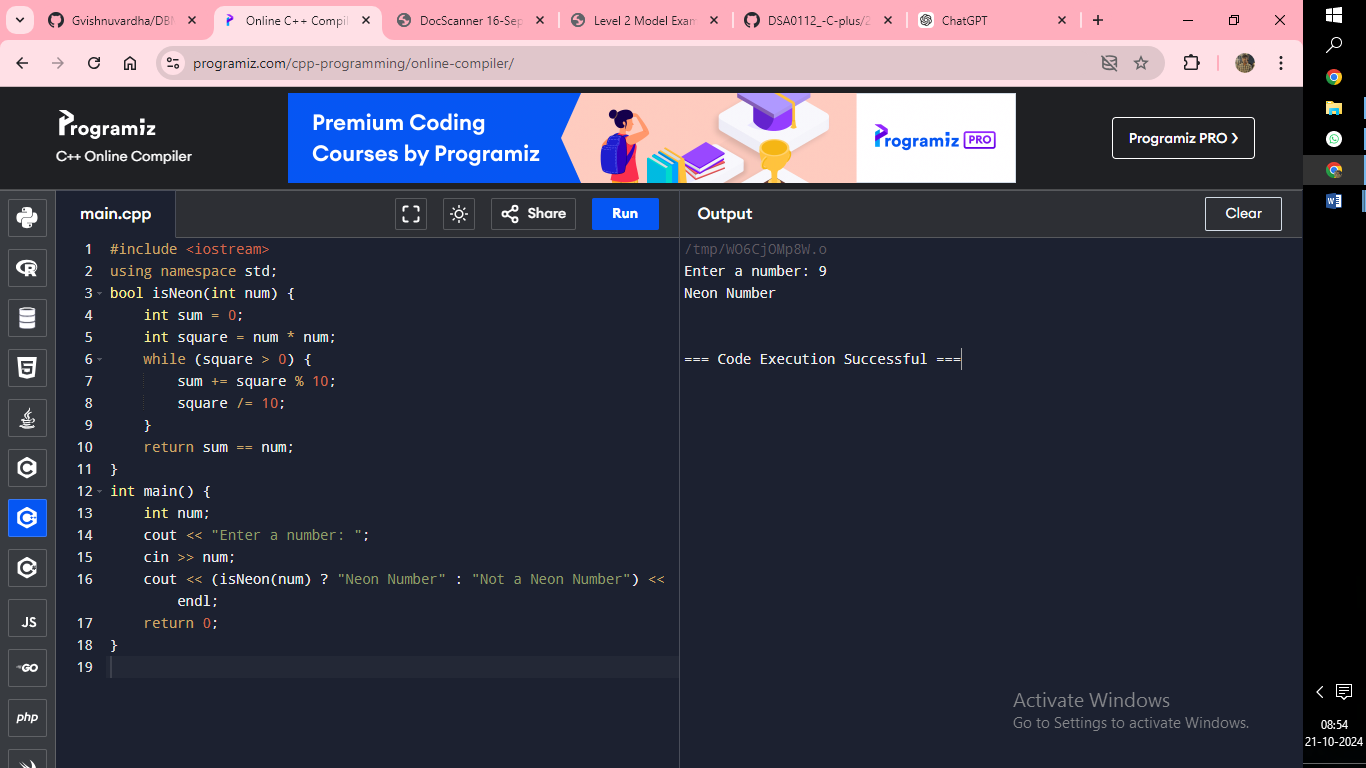 Gvishnuvardha/DBM
Online C++ Compil
DocScanner 16-Sep
Level 2 Model Exam
DSA0112_-C-plus/2
ChatGPT
programiz.com/cpp-programming/online-compiler/
Programiz
C++ Online Compiler
Premium Coding
Courses by Programiz
Programiz PRO
Programiz PRO ❯
main.cpp
Share
Run
Output
Clear
1 #include <iostream>
2 using namespace std;
3 bool isNeon(int num) {
4 int sum = 0;
5 int square = num * num;
6 while (square > 0) {
7 sum += square % 10;
8 square /= 10;
9 }
10 return sum == num;
11 }
12 int main() {
13 int num;
14 cout << "Enter a number: ";
15 cin >> num;
16 cout << (isNeon(num) ? "Neon Number" : "Not a Neon Number") <<
endl;
17 return 0;
18 }
19
/tmp/WO6CjOMp8W.o
Enter a number: 9
Neon Number
=== Code Execution Successful ===
JS
GO
php
Activate Windows
Go to Settings to activate Windows.
08:54
21-10-2024